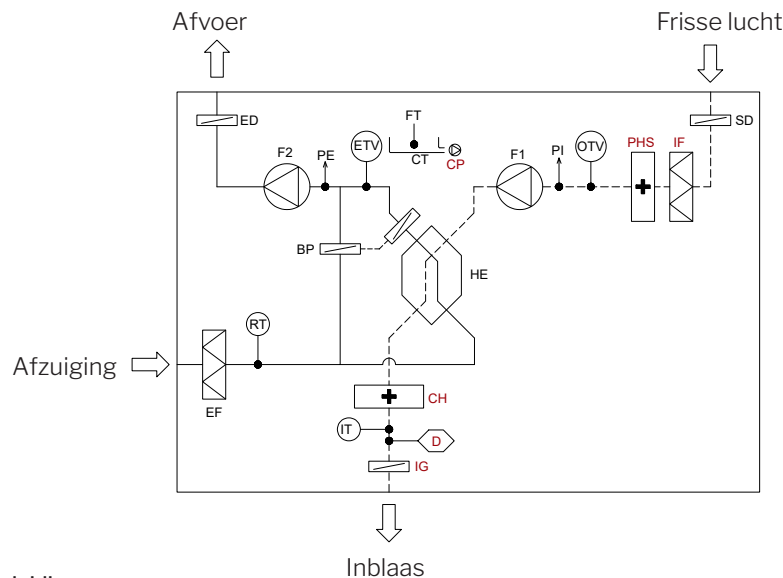 Afvoer
Frisse lucht
ED
SD
FT
F2
PE
ETV
CT
CP
F1
PI
OTV
PHS
IF
BP
HE
RT
Afzuiging
EF
CH
IT
D
IG
Inblaas